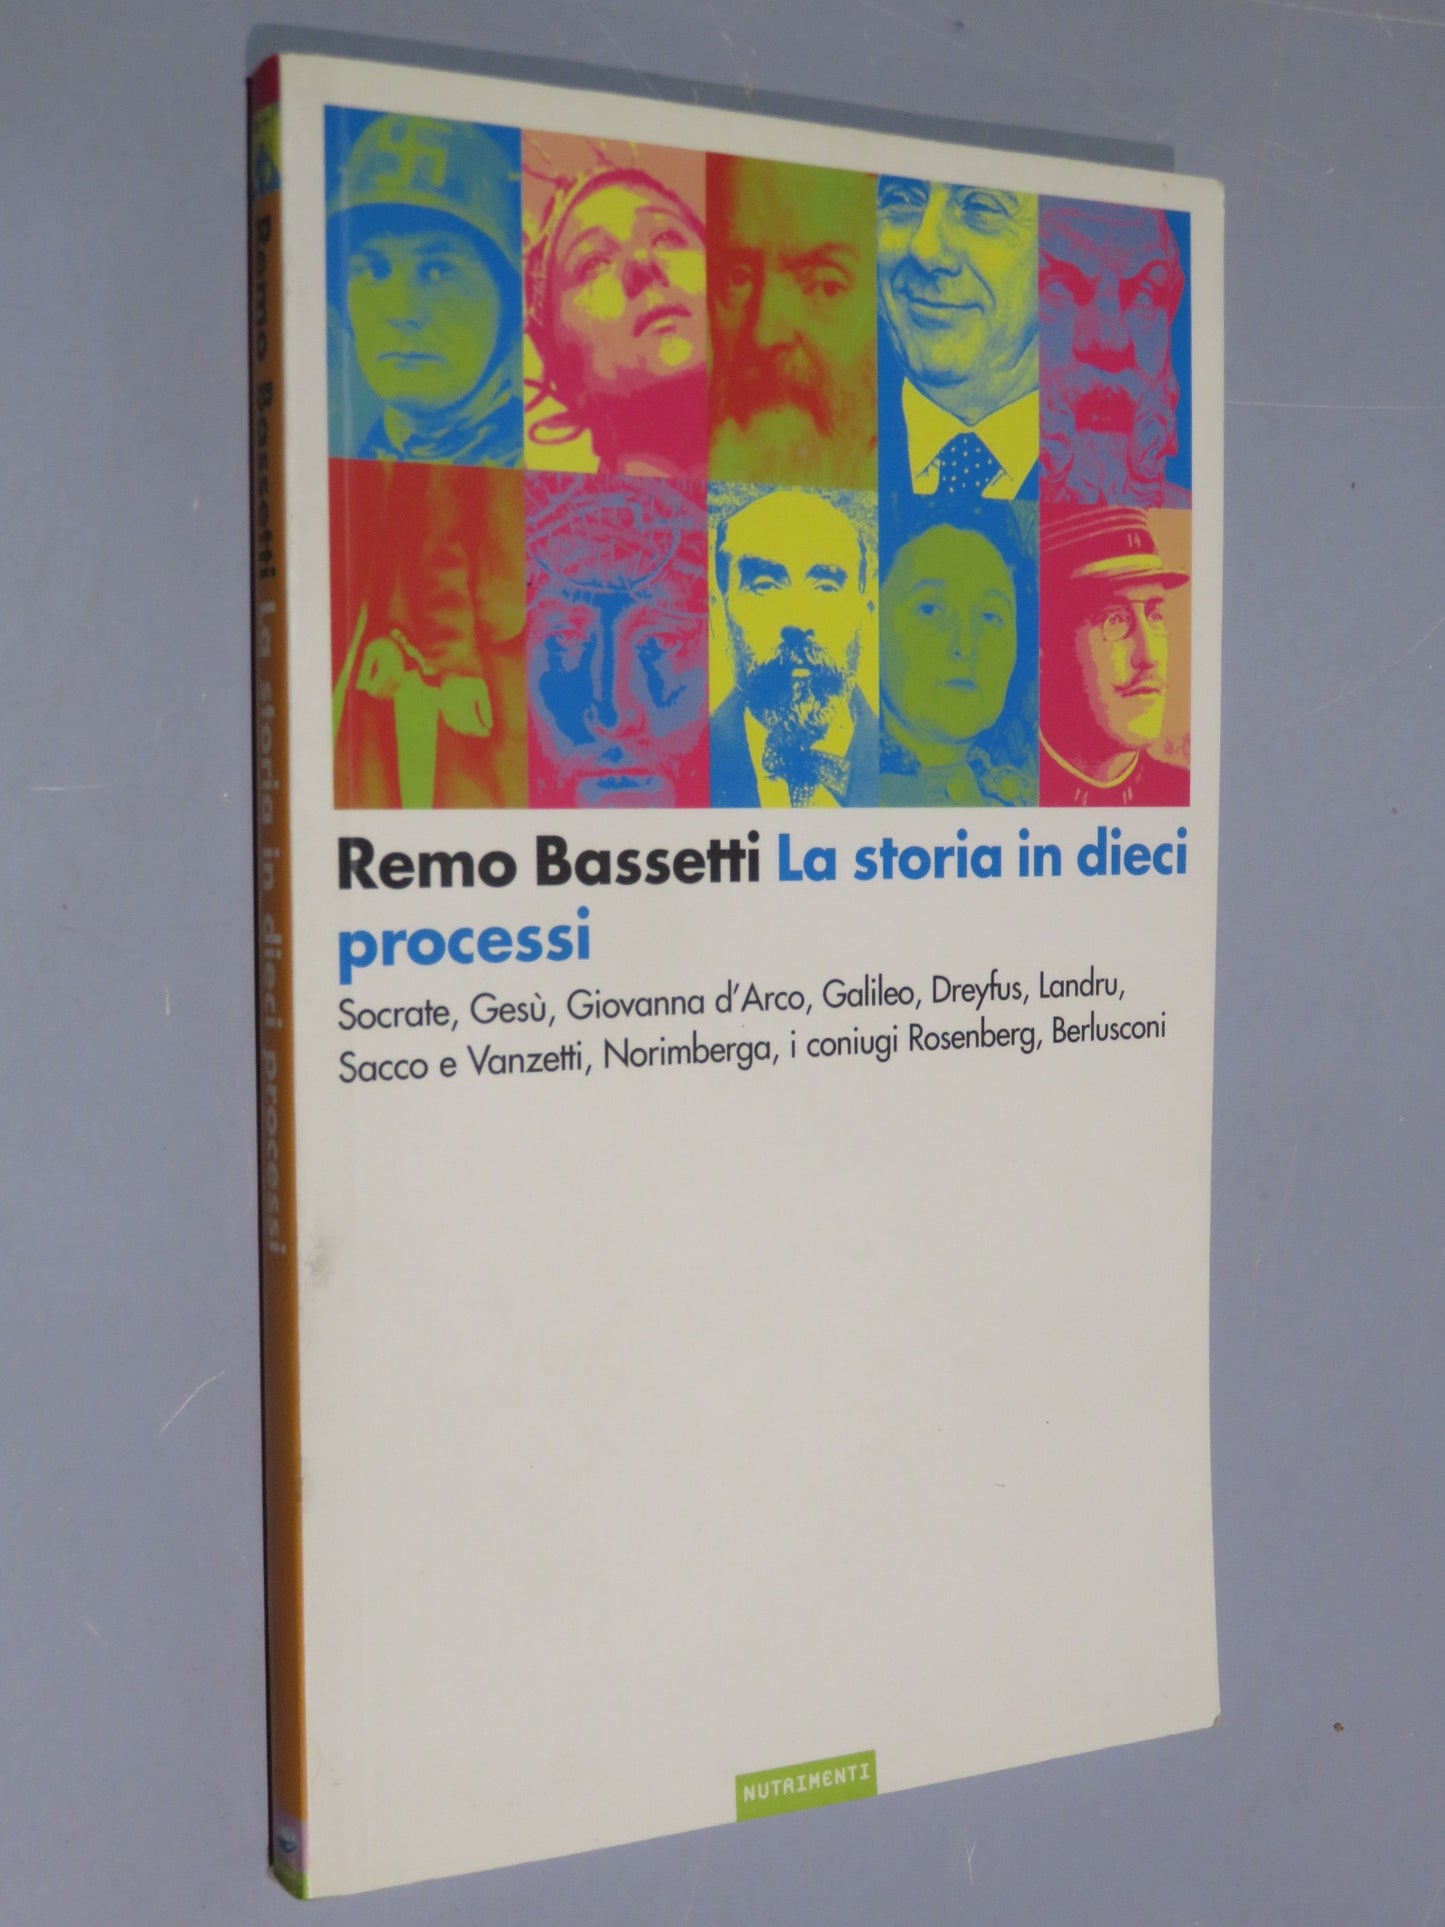 Remo Bassetti La storia in dieci
processi
Socrate, Gesù, Giovanna d'Arco, Galileo, Dreyfus, Landru,
Sacco e Vanzetti, Norimberga, i coniugi Rosenberg, Berlusconi
NUTRIMENTI
Remo Bassetti La storia in dieci processi
14